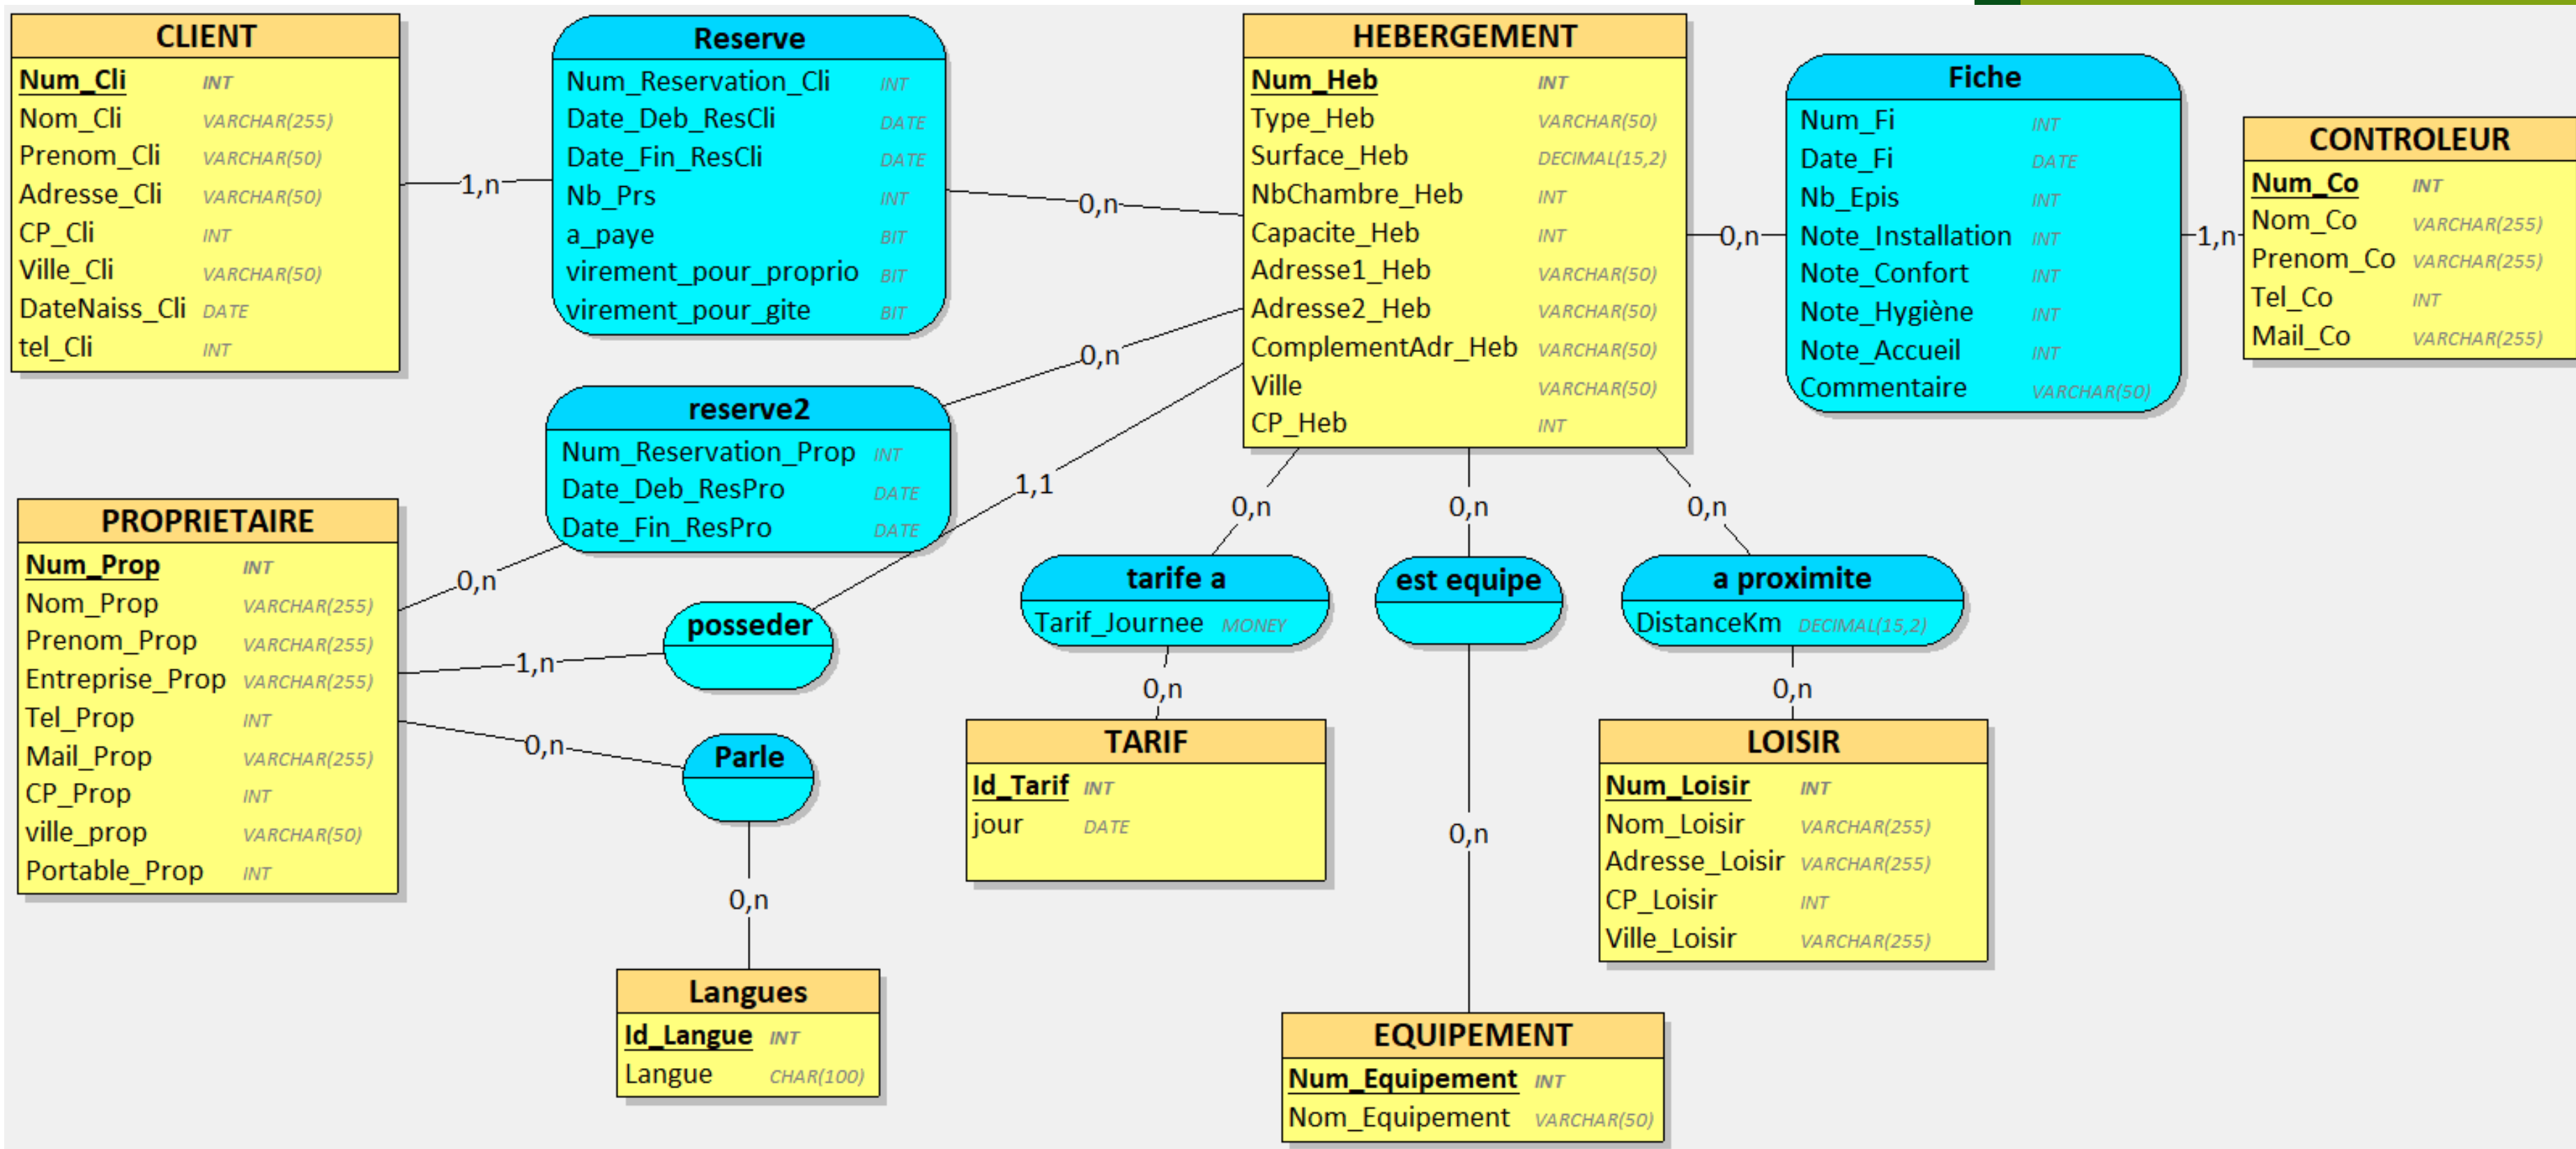 CLIENT
Num_Cli INT
Nom_Cli VARCHAR(255)
Prenom_Cli VARCHAR(50)
Adresse_Cli VARCHAR(50)
CP_Cli INT
Ville_Cli VARCHAR(50)
DateNaiss_Cli DATE
tel_Cli INT
1,n
Reserve
Num_Reservation_Cli INT
Date_Deb_ResCli DATE
Date_Fin_ResCli DATE
Nb_Prs INT
a_paye BIT
virement_pour_proprio BIT
virement_pour_gite BIT
0,n
HEBERGEMENT
Num_Heb INT
Type_Heb VARCHAR(50)
Surface_Heb DECIMAL(15,2)
NbChambre_Heb INT
Capacite_Heb INT
Adresse1_Heb VARCHAR(50)
Adresse2_Heb VARCHAR(50)
ComplementAdr_Heb VARCHAR(50)
Ville VARCHAR(50)
CP_Heb INT
0,n
Fiche
Num_Fi INT
Date_Fi DATE
Nb_Epis INT
Note_Installation INT
Note_Confort INT
Note_Hygiène INT
Note_Accueil INT
Commentaire VARCHAR(50)
1,n
CONTROLEUR
Num_Co INT
Nom_Co VARCHAR(255)
Prenom_Co VARCHAR(255)
Tel_Co INT
Mail_Co VARCHAR(255)
0,n
reserve2
Num_Reservation_Prop INT
Date_Deb_ResPro DATE
Date_Fin_ResPro DATE
0,n
1,1
PROPRIETAIRE
Num_Prop INT
Nom_Prop VARCHAR(255)
Prenom_Prop VARCHAR(255)
Entreprise_Prop VARCHAR(255)
Tel_Prop INT
Mail_Prop VARCHAR(255)
CP_Prop INT
ville_prop VARCHAR(50)
Portable_Prop INT
1,n
posseder
0,n
Parle
0,n
Langues
Id_Langue INT
Langue CHAR(100)
0,n
tarife a
Tarif_Journee MONEY
0,n
TARIF
Id_Tarif INT
jour DATE
0,n
est equipe
0,n
EQUIPEMENT
Num_Equipement INT
Nom_Equipement VARCHAR(50)
0,n
a proximite
DistanceKm DECIMAL(15,2)
0,n
LOISIR
Num_Loisir INT
Nom_Loisir VARCHAR(255)
Adresse_Loisir VARCHAR(255)
CP_Loisir INT
Ville_Loisir VARCHAR(255)